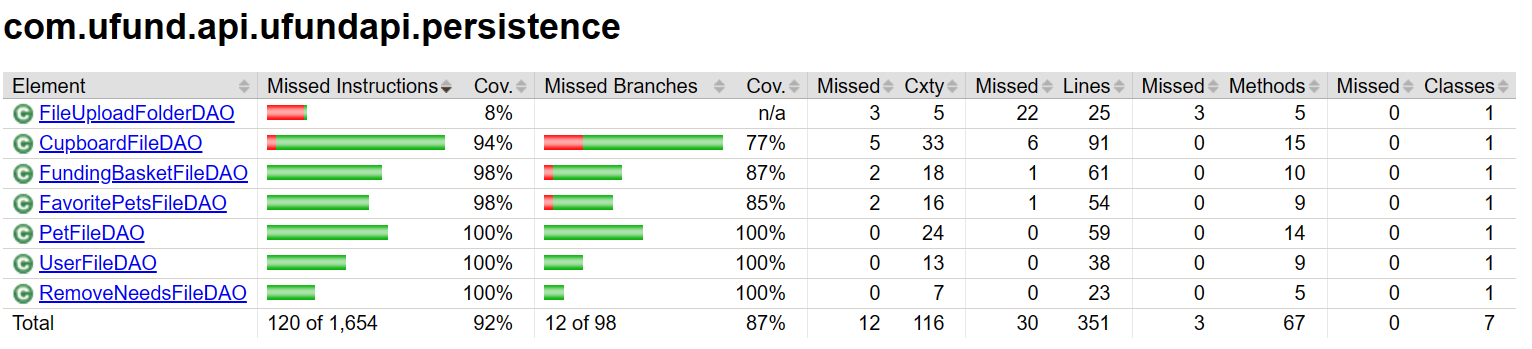 com.ufund.api.ufundapi.persistence
Element Missed Instructions Cov. Missed Branches Cov. Missed Cxty Missed Lines Missed Methods Missed Classes
C FileUploadFolderDAO 8% n/a 3 5 22 25 3 5 0 1
C CupboardFileDAO 94% 77% 5 33 6 91 0 15 0 1
C FundingBasketFileDAO 98% 87% 2 18 1 61 0 10 0 1
C FavoritePetsFileDAO 98% 85% 2 16 1 54 0 9 0 1
C PetFileDAO 100% 100% 0 24 0 59 0 14 0 1
C UserFileDAO 100% 100% 0 13 0 38 0 9 0 1
C RemoveNeedsFileDAO 100% 100% 0 7 0 23 0 5 0 1
Total 120 of 1,654 92% 12 of 98 87% 12 116 30 351 3 67 0 7